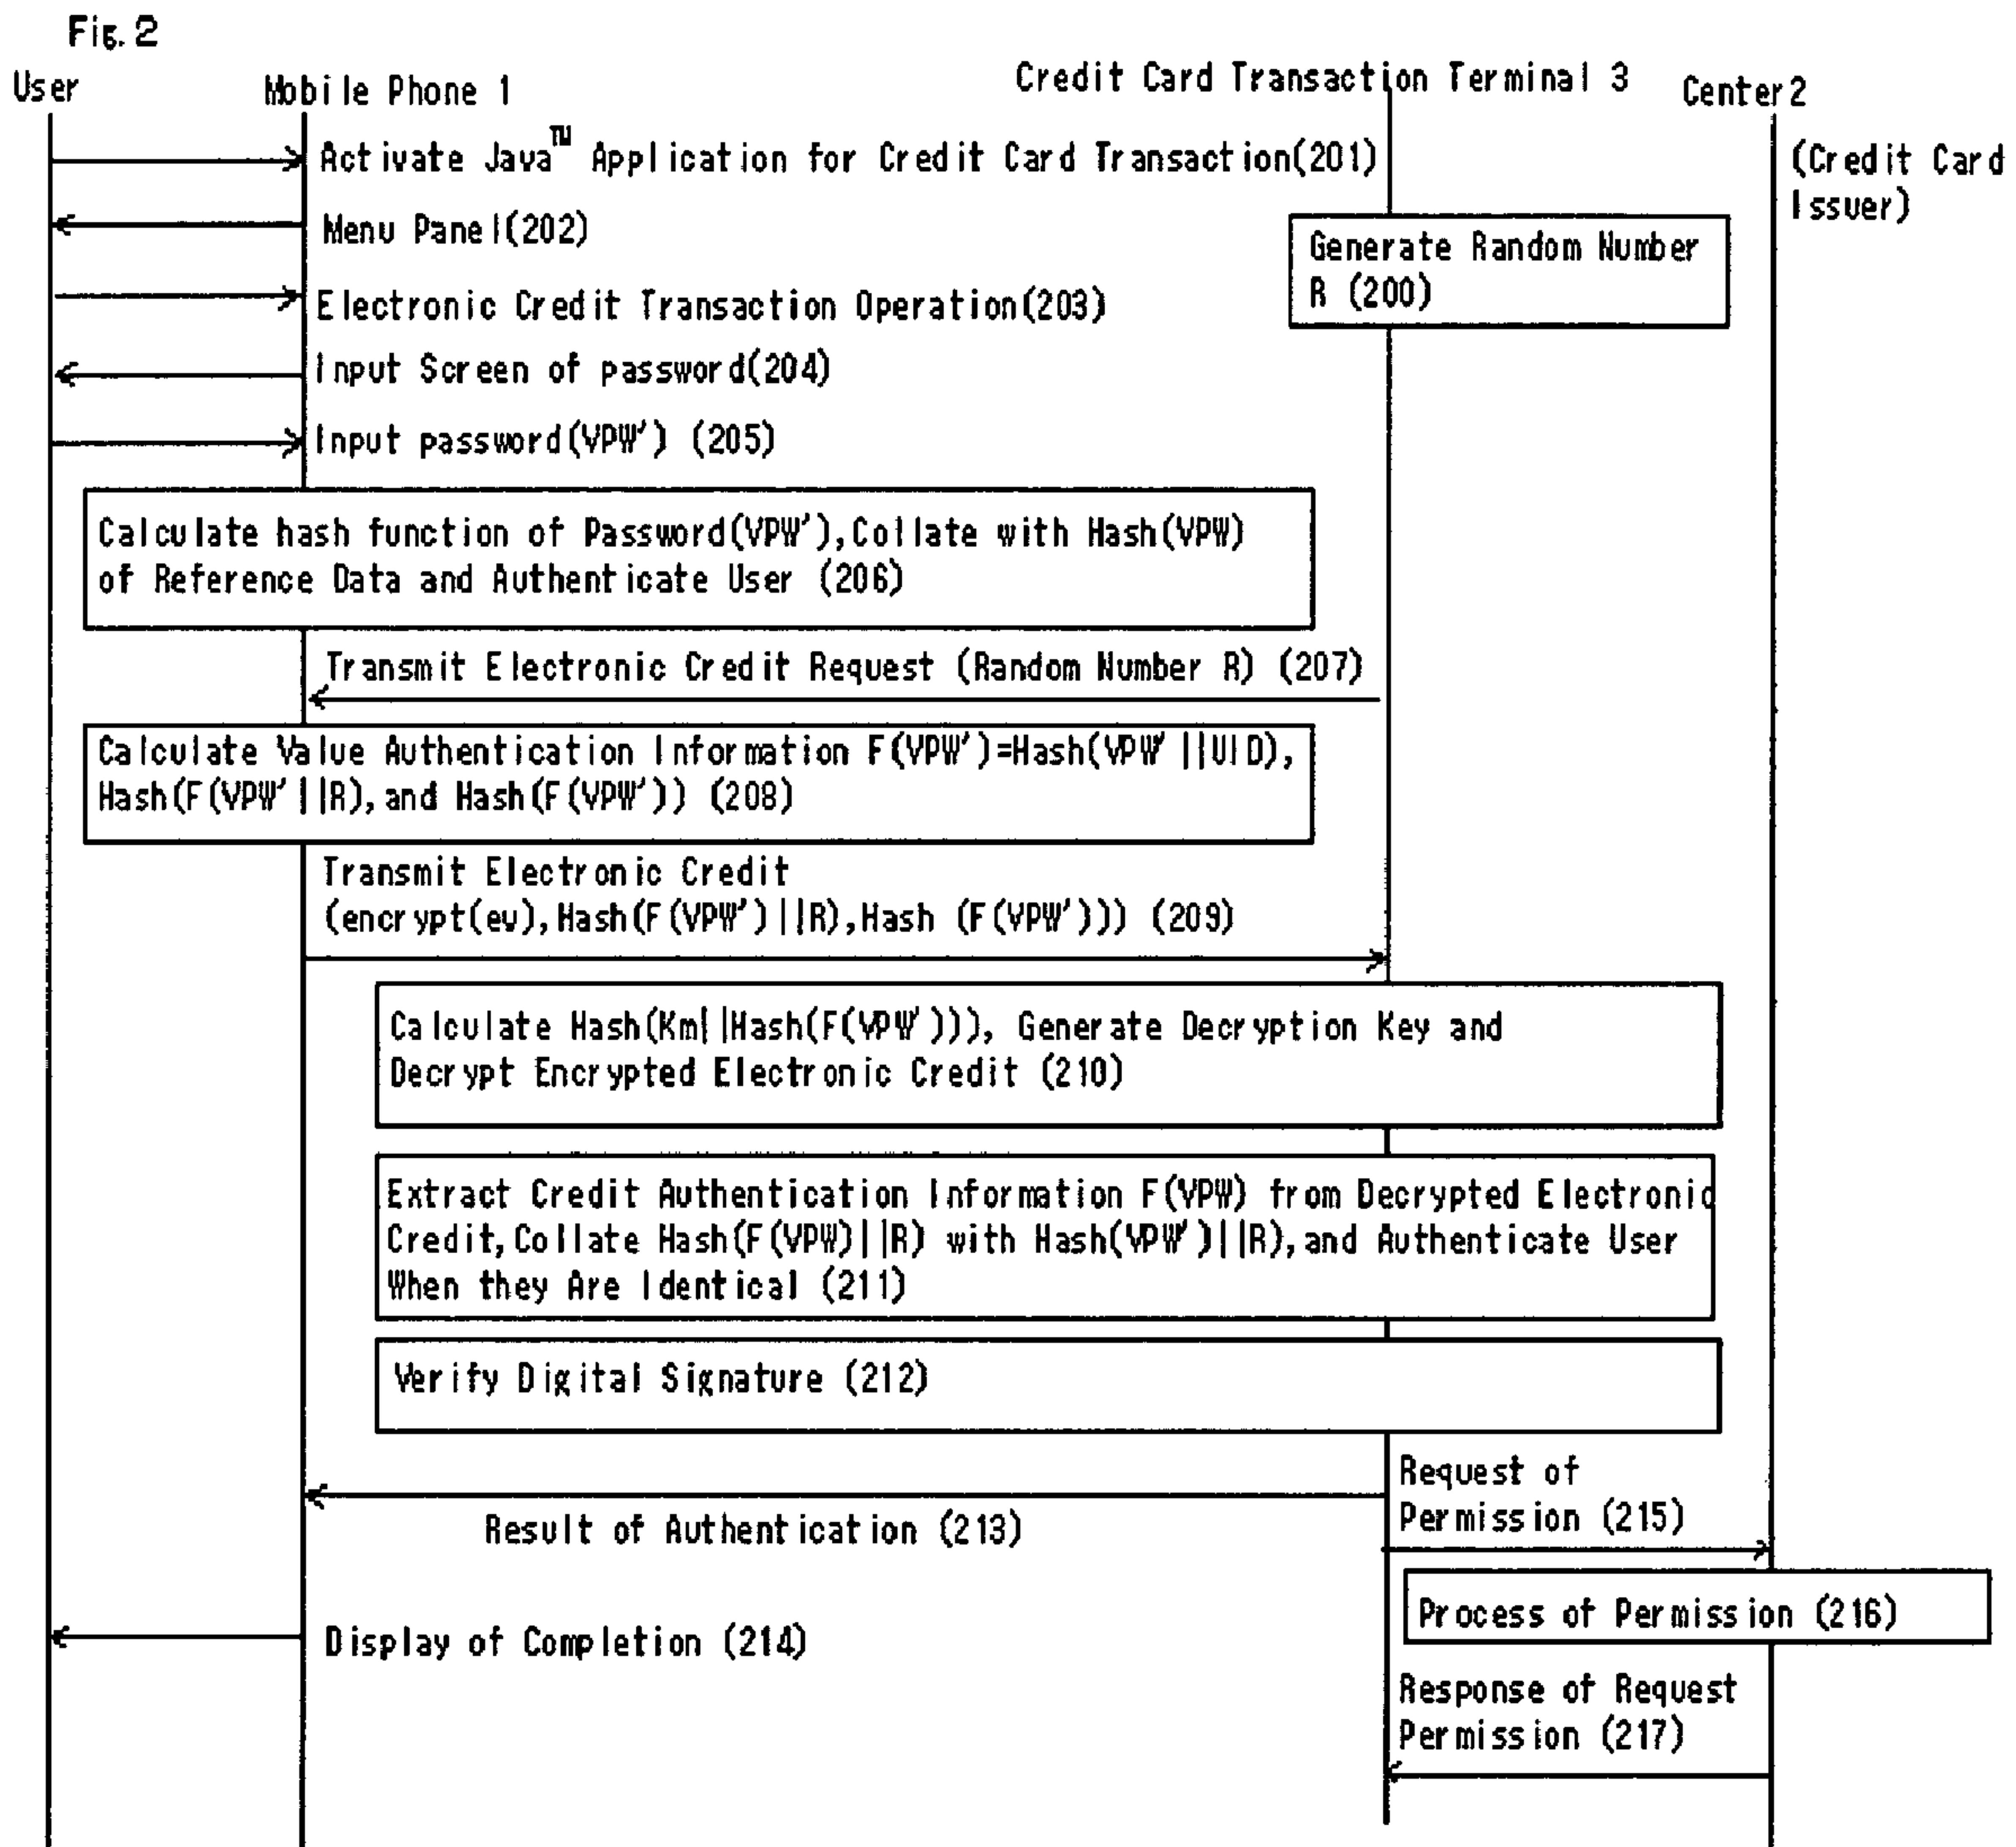 Fig. 2
User
Mobile Phone 1
Credit Card Transaction Terminal 3
Center2
(Credit Card
Issuer)
Activate Java™ Application for Credit Card Transaction(201)
Menu Panel(202)
Generate Random Number
R (200)
Electronic Credit Transaction Operation(203)
Input Screen of password(204)
Input password(VPW') (205)
Calculate hash function of Password(VPW'),Collate with Hash(VPW)
of Reference Data and Authenticate User (206)
Transmit Electronic Credit Request (Random Number R) (207)
Calculate Value Authentication Information F(VPW')=Hash(VPW' ||UID),
Hash(F(VPW' ||R),and Hash(F(VPW')) (208)
Transmit Electronic Credit
(encrypt(ev),Hash(F(VPW')||R),Hash (F(VPW'))) (209)
Calculate Hash(Km||Hash(F(VPW'))), Generate Decryption Key and
Decrypt Encrypted Electronic Credit (210)
Extract Credit Authentication Information F(VPW) from Decrypted Electronic
Credit,Collate Hash(F(VPW)||R) with Hash(VPW')||R),and Authenticate User
When they Are Identical (211)
Verify Digital Signature (212)
Request of
Permission (215)
Result of Authentication (213)
Process of Permission (216)
Display of Completion (214)
Response of Request
Permission (217)